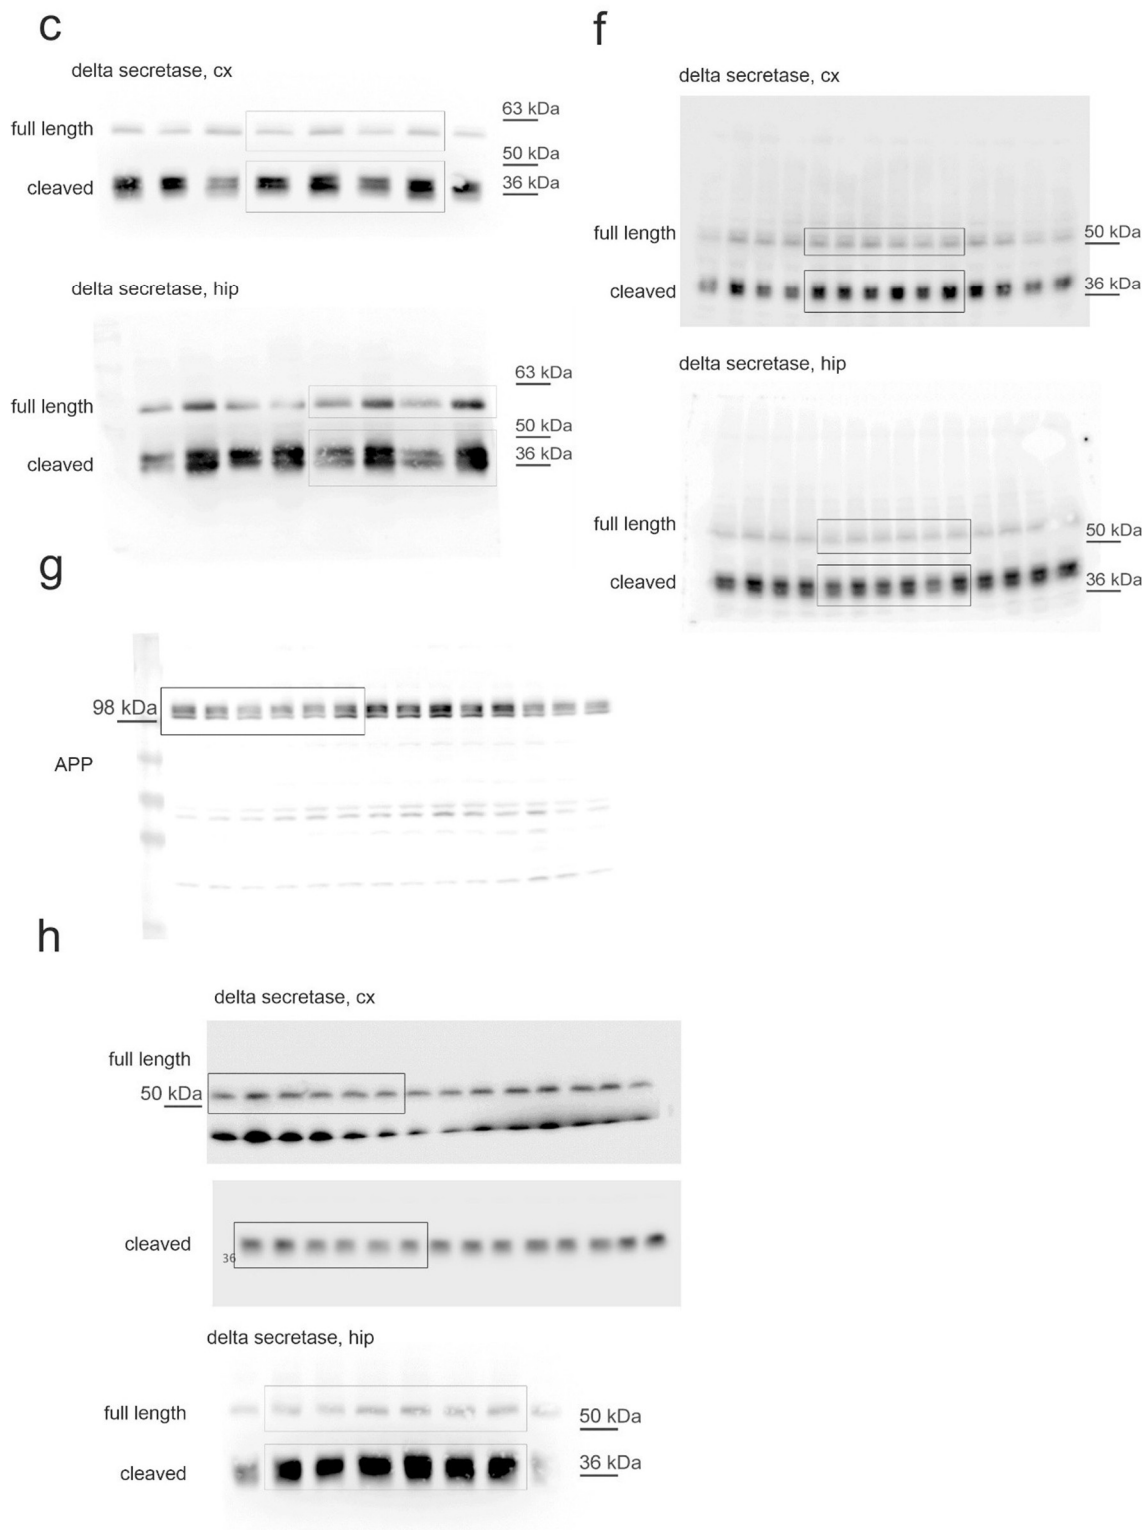 c
delta secretase, cx
63 kDa
full length
50 kDa
cleaved
36 kDa
delta secretase, hip
63 kDa
full length
50 kDa
cleaved
36 kDa
f
delta secretase, cx
full length
50 kDa
cleaved
36 kDa
delta secretase, hip
full length
50 kDa
cleaved
36 kDa
g
98 kDa
APP
h
delta secretase, cx
full length
50 kDa
cleaved
36
delta secretase, hip
full length
50 kDa
cleaved
36 kDa